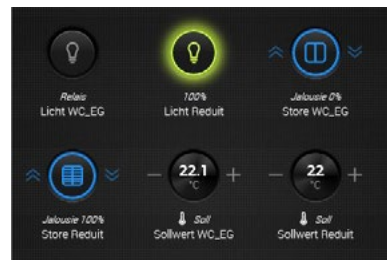 Relais
Licht WC_EG
100%
Licht Reduit
Jalousie 0%
Store WC_EG
Jalousie 100%
Store Reduit
22.1
°C
Soll
Sollwert WC_EG
22
°C
Soll
Sollwert Reduit